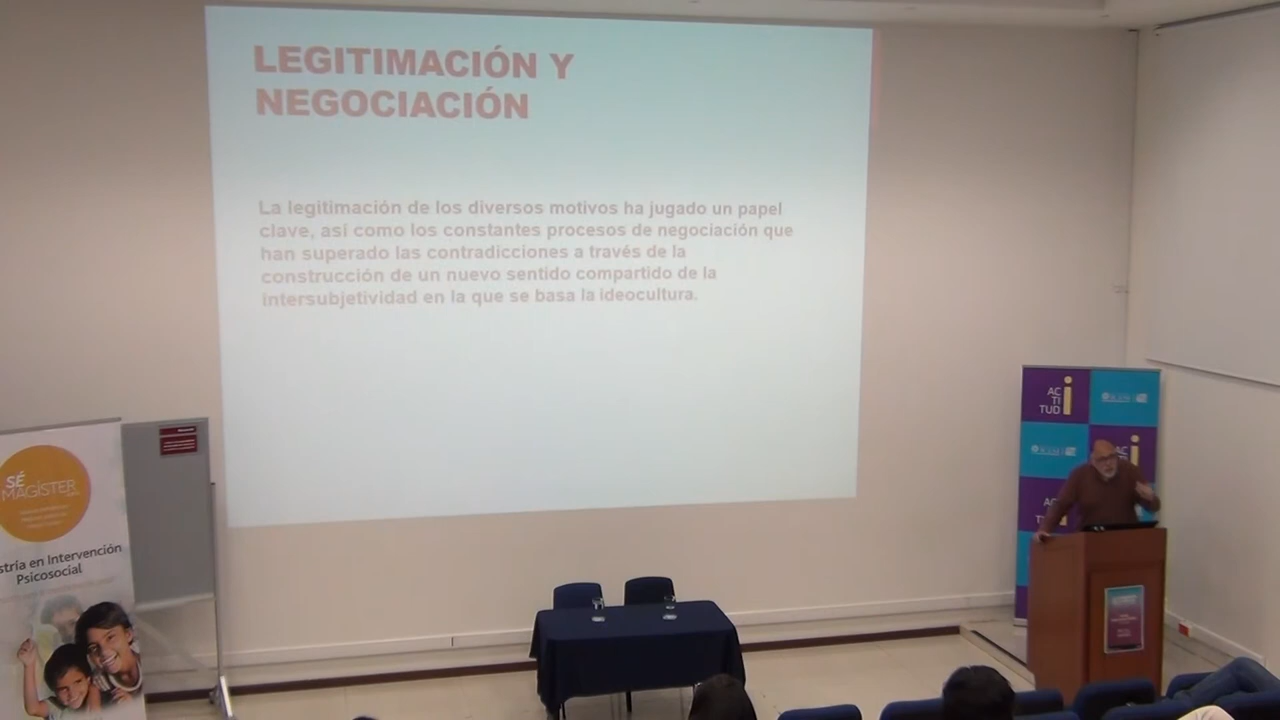 LEGITIMACIÓN Y
NEGOCIACIÓN
La legitimación de los diversos motivos ha jugado un papel
clave, así como los constantes procesos de negociación que
han superado las contradicciones a través de la
construcción de un nuevo sentido compartido de la
intersubjetividad en la que se basa la ideocultura.
SÉ
MAGÍSTER
stría en Intervención
Psicosocial
AC
TI
TUD i